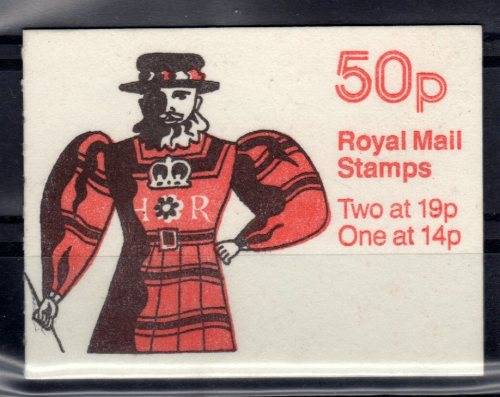 50p
Royal Mail
Stamps
Two at 19p
One at 14p
H R